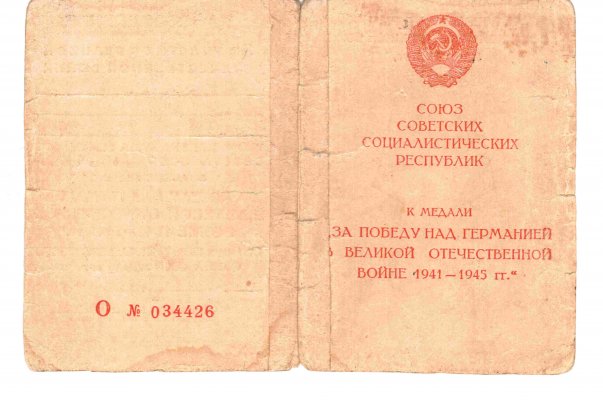 О № 034426
СОЮЗ
СОВЕТСКИХ
СОЦИАЛИСТИЧЕСКИХ
РЕСПУБЛИК
К МЕДАЛИ
„ЗА ПОБЕДУ НАД ГЕРМАНИЕЙ
В ВЕЛИКОЙ ОТЕЧЕСТВЕННОЙ
ВОЙНЕ 1941—1945 гг.“